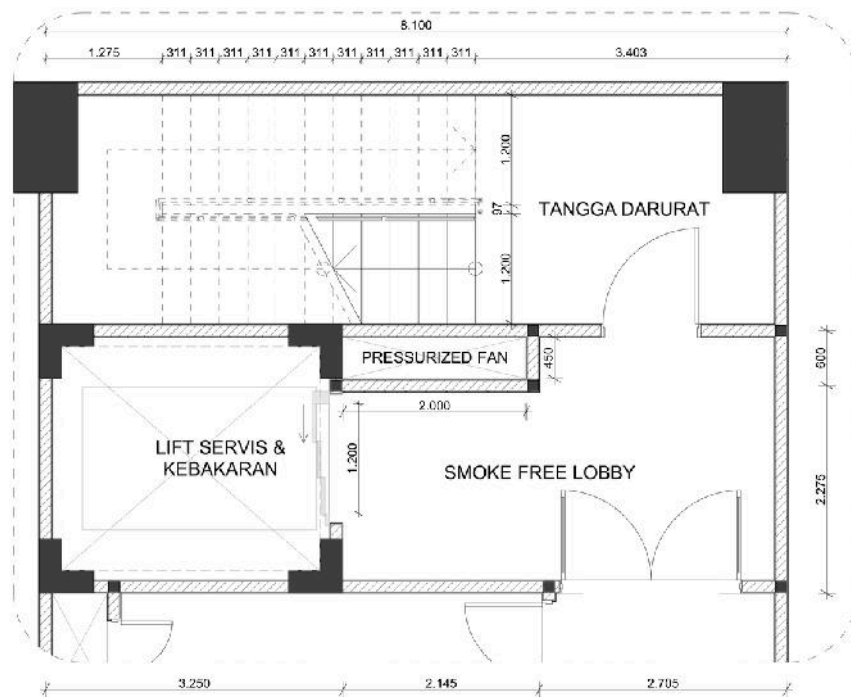 8.100
1.275 311 311 311 311 311 311 311 311 311 311 311 3.403
1.200
TANGGA DARURAT
97
1.200
PRESSURIZED FAN
450
600
2.000
LIFT SERVIS &
KEBAKARAN
1.200
SMOKE FREE LOBBY
2.275
3.250 2.145 2.705